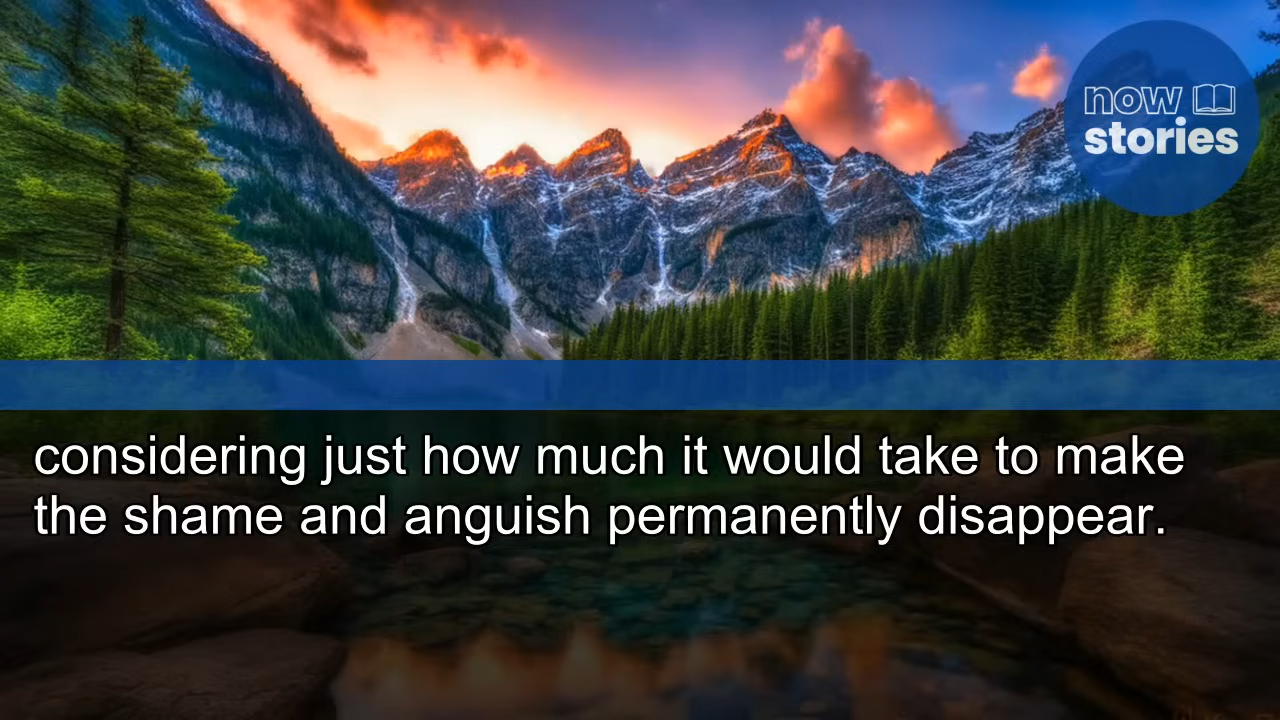 now
stories
considering just how much it would take to make
the shame and anguish permanently disappear.